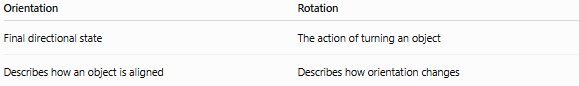 Orientation Rotation
Final directional state The action of turning an object
Describes how an object is aligned Describes how orientation changes